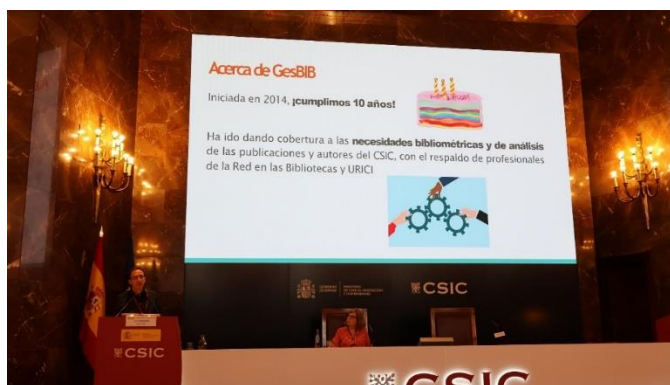 Acerca de GesBIB
Iniciada en 2014, ¡cumplimos 10 años!
Ha ido dando cobertura a las necesidades bibliométricas y de análisis
de las publicaciones y autores del CSIC, con el respaldo de profesionales
de la Red en las Bibliotecas y URICI
CSIC
CSIC
CSIC